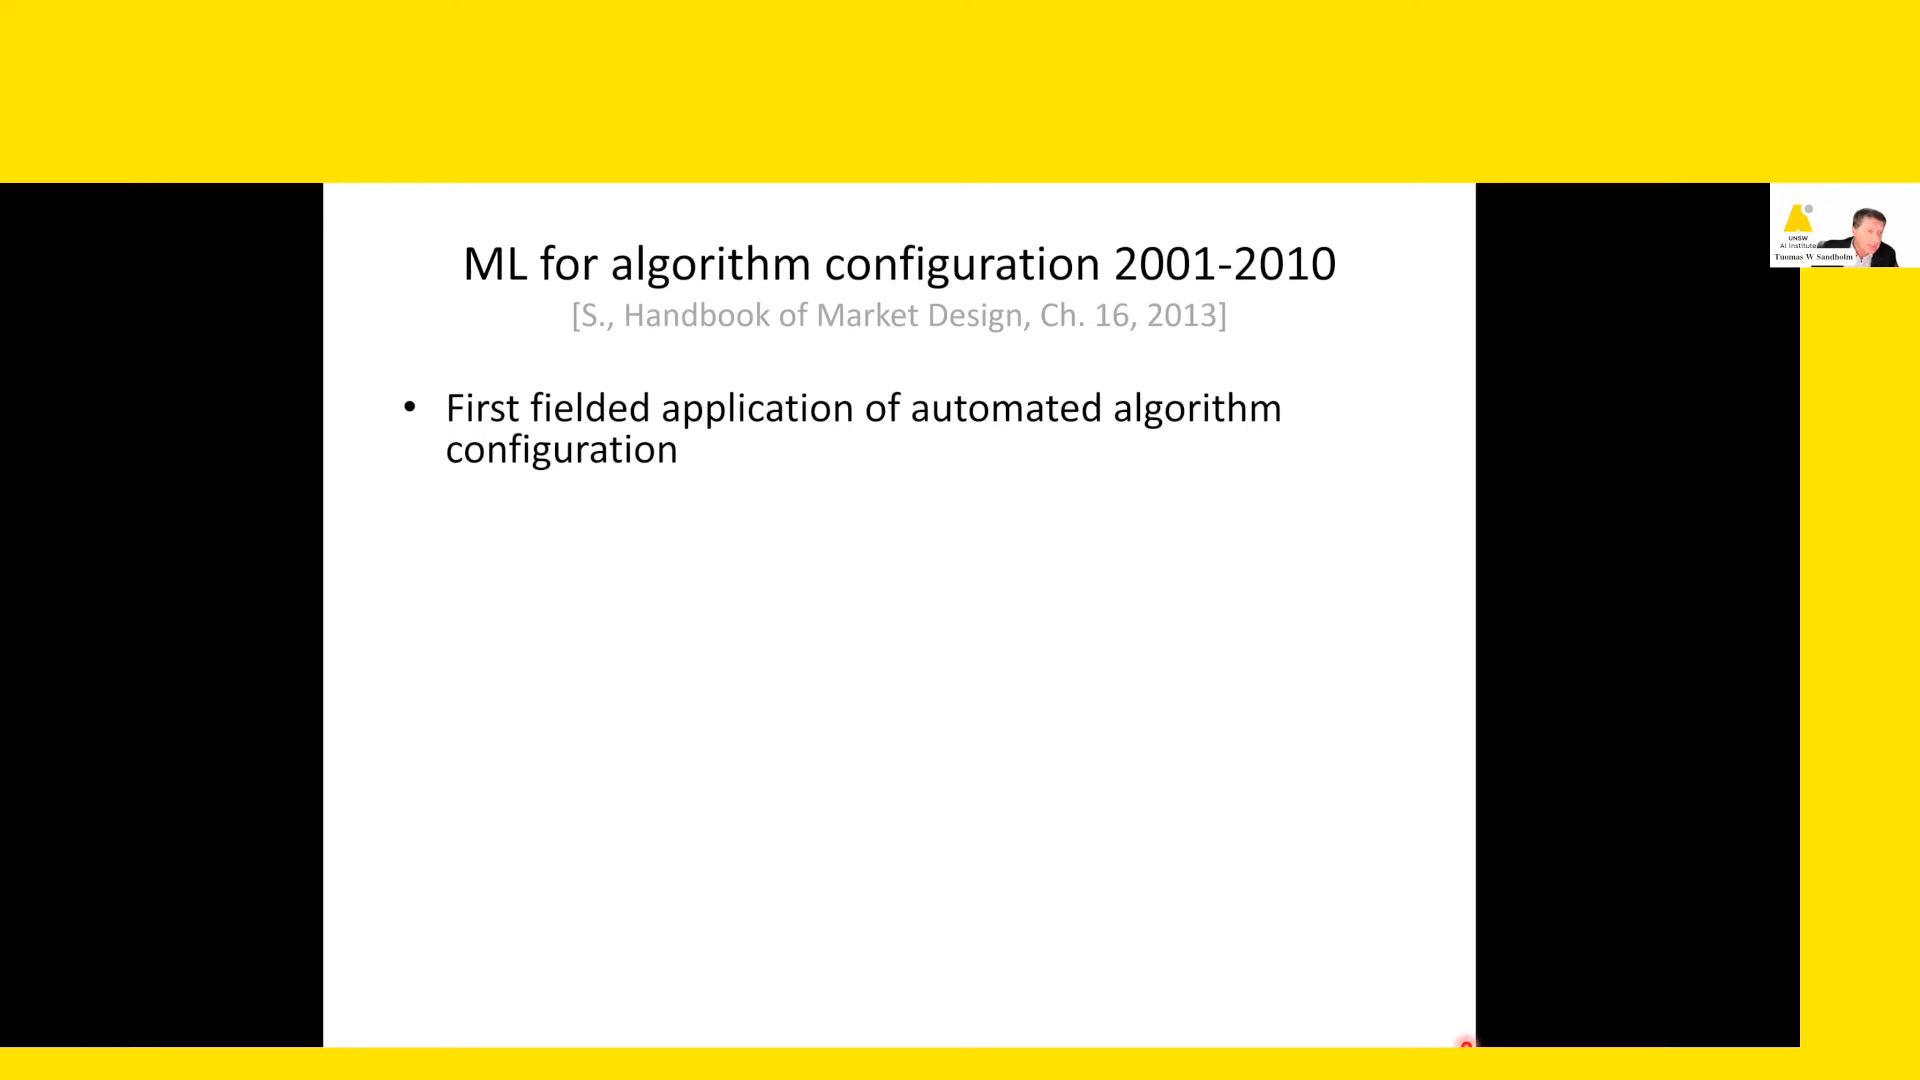 ML for algorithm configuration 2001-2010
[S., Handbook of Market Design, Ch. 16, 2013]
• First fielded application of automated algorithm
configuration
UNSW
AI Institute
Tuomas W Sandholm